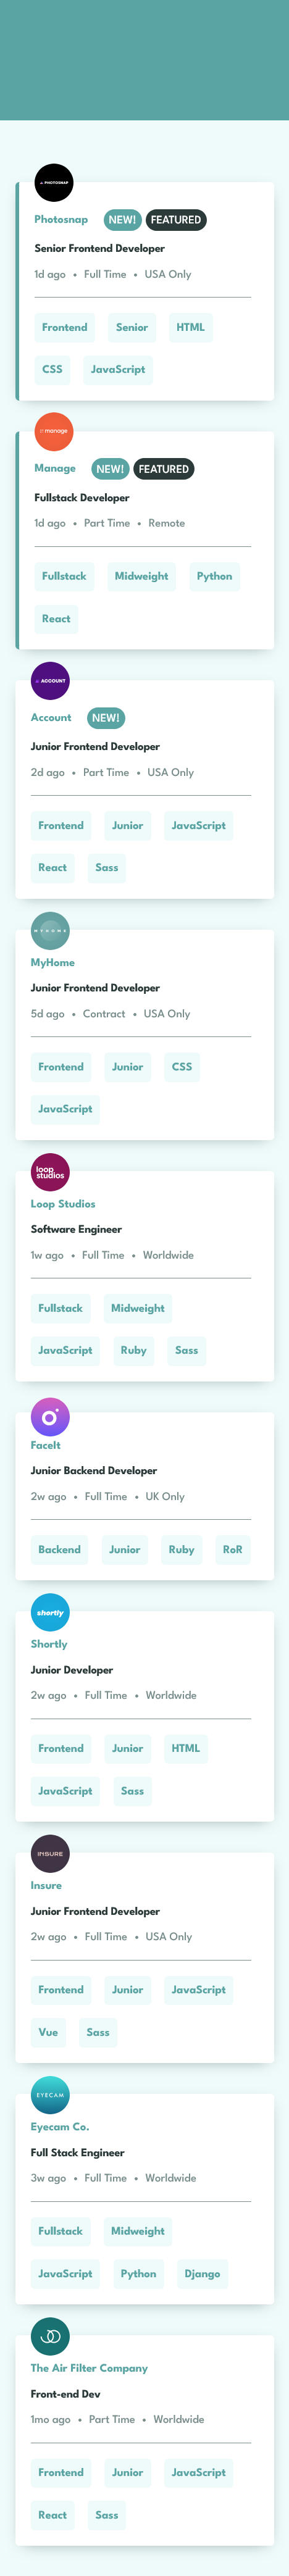 PHOTOSNAP
Photosnap NEW! FEATURED
Senior Frontend Developer
1d ago • Full Time • USA Only
Frontend Senior HTML
CSS JavaScript
manage
Manage NEW! FEATURED
Fullstack Developer
1d ago • Part Time • Remote
Fullstack Midweight Python
React
ACCOUNT
Account NEW!
Junior Frontend Developer
2d ago • Part Time • USA Only
Frontend Junior JavaScript
React Sass
MYHOME
MyHome
Junior Frontend Developer
5d ago • Contract • USA Only
Frontend Junior CSS
JavaScript
loop
studios
Loop Studios
Software Engineer
1w ago • Full Time • Worldwide
Fullstack Midweight
JavaScript Ruby Sass
FaceIt
Junior Backend Developer
2w ago • Full Time • UK Only
Backend Junior Ruby RoR
shortly
Shortly
Junior Developer
2w ago • Full Time • Worldwide
Frontend Junior HTML
JavaScript Sass
INSURE
Insure
Junior Frontend Developer
2w ago • Full Time • USA Only
Frontend Junior JavaScript
Vue Sass
EYECAM
Eyecam Co.
Full Stack Engineer
3w ago • Full Time • Worldwide
Fullstack Midweight
JavaScript Python Django
The Air Filter Company
Front-end Dev
1mo ago • Part Time • Worldwide
Frontend Junior JavaScript
React Sass